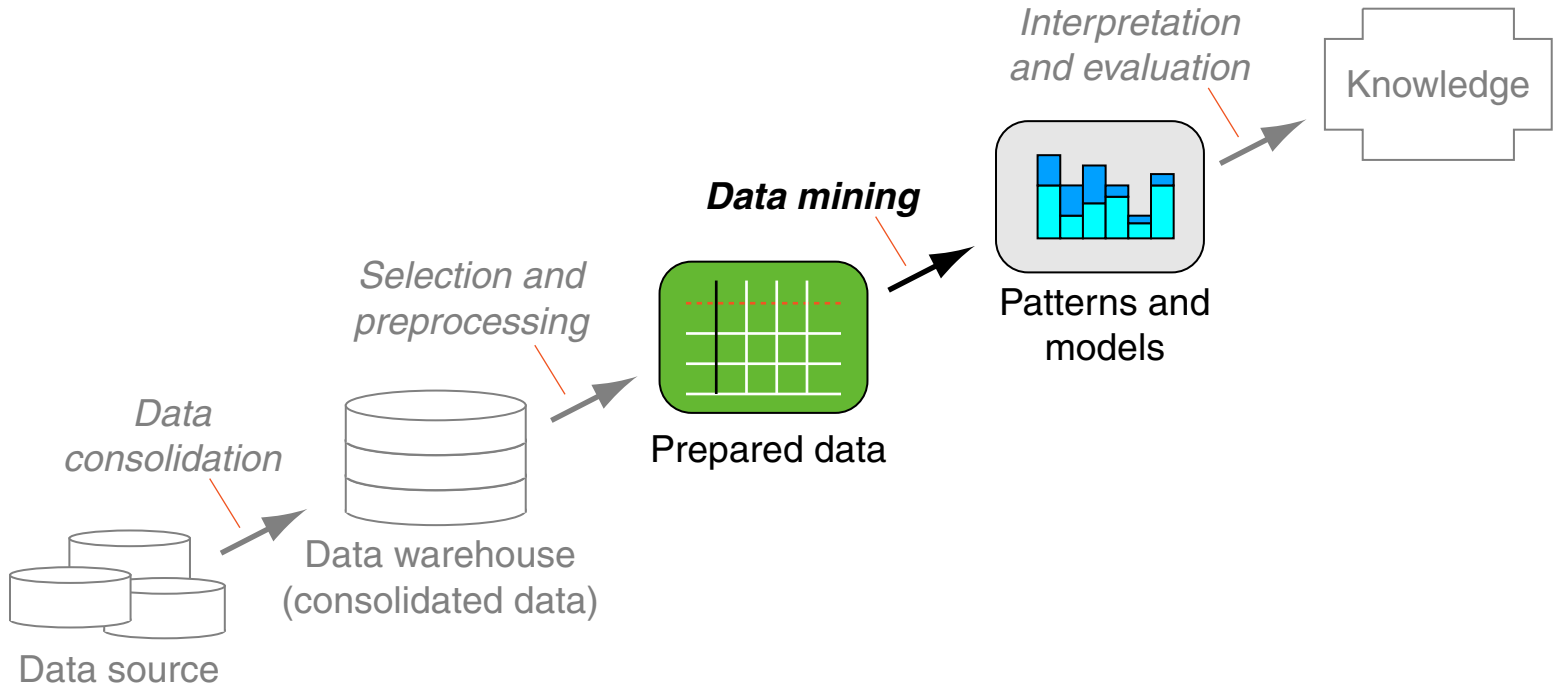 Interpretation
and evaluation
Knowledge
Data mining
Patterns and
models
Selection and
preprocessing
Prepared data
Data
consolidation
Data warehouse
(consolidated data)
Data source